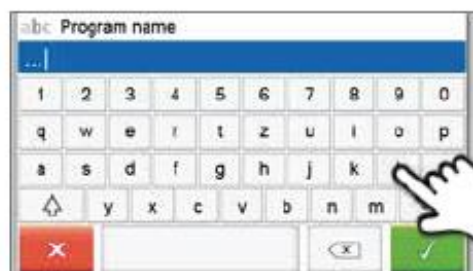 abc Program name
...|
1 2 3 4 5 6 7 8 9 0
q w e r t z u i o p
a s d f g h j k
y x c v b n m